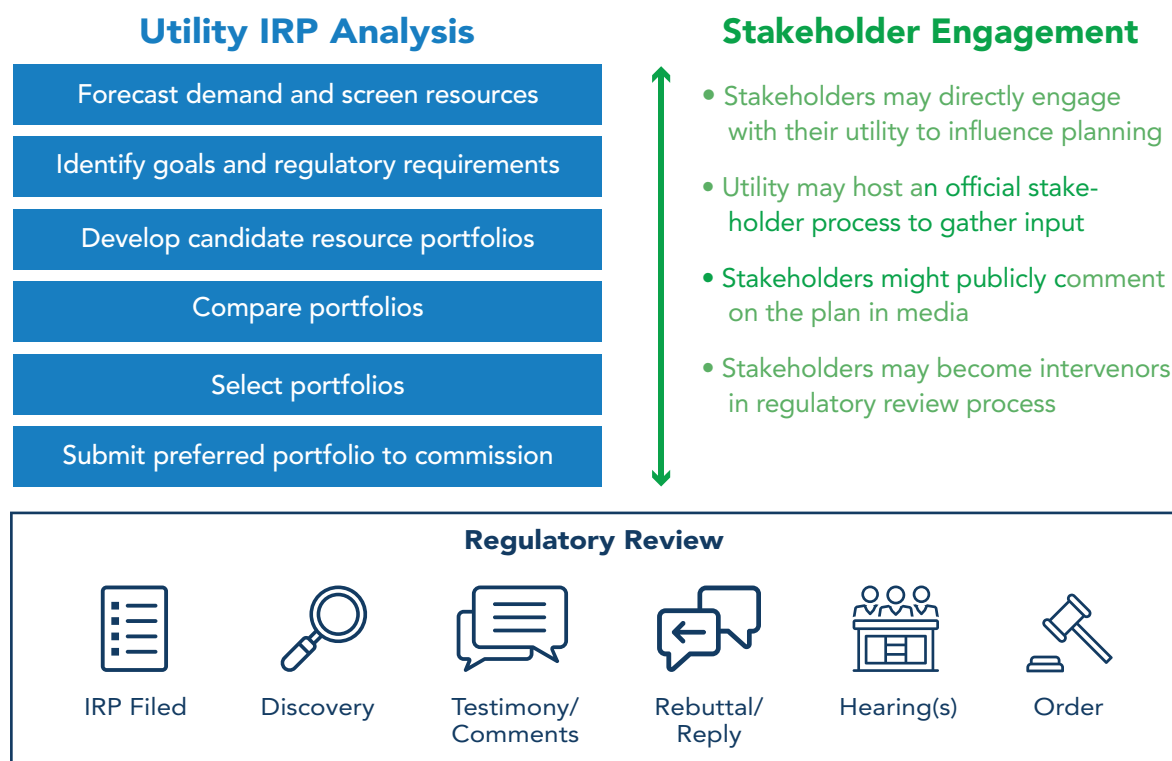 Utility IRP Analysis
Forecast demand and screen resources
Identify goals and regulatory requirements
Develop candidate resource portfolios
Compare portfolios
Select portfolios
Submit preferred portfolio to commission
Stakeholder Engagement
• Stakeholders may directly engage
with their utility to influence planning
• Utility may host an official stake-
holder process to gather input
• Stakeholders might publicly comment
on the plan in media
• Stakeholders may become intervenors
in regulatory review process
Regulatory Review
IRP Filed
Discovery
Testimony/
Comments
Rebuttal/
Reply
Hearing(s)
Order